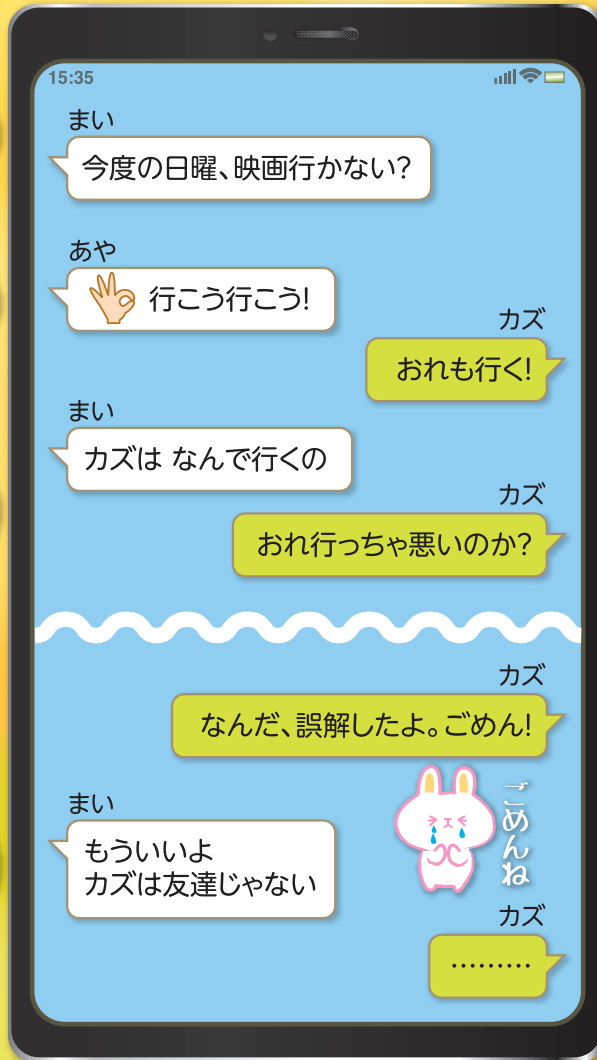 15:35
まい
今度の日曜、映画行かない?
あや
行こう行こう!
カズ
おれも行く!
まい
カズは なんで行くの
カズ
おれ行っちゃ悪いのか?
カズ
なんだ、誤解したよ。ごめん!
ごめんね
まい
もういいよ
カズは友達じゃない
カズ
………